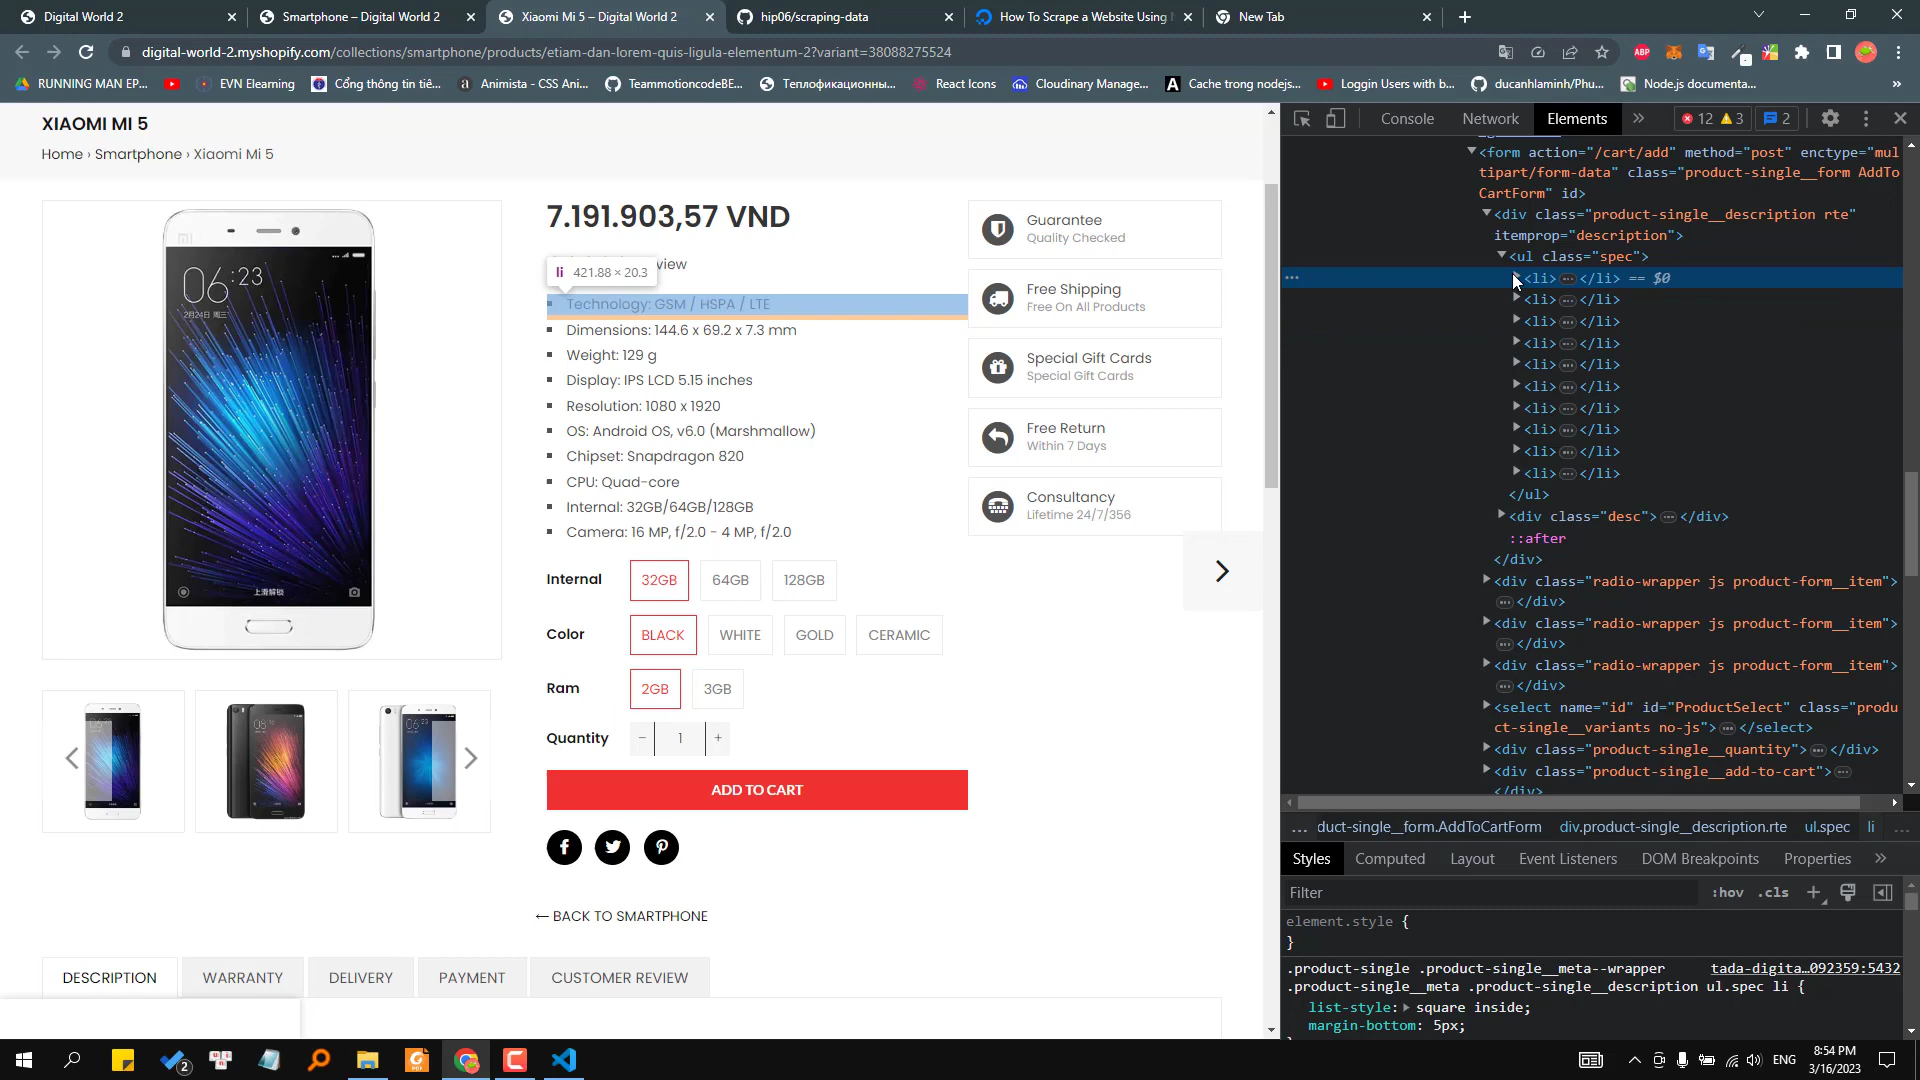 Digital World 2
Smartphone – Digital World 2
Xiaomi Mi 5 – Digital World 2
hip06/scraping-data
How To Scrape a Website Using
New Tab
digital-world-2.myshopify.com/collections/smartphone/products/etiam-dan-lorem-quis-ligula-elementum-2?variant=38088275524
RUNNING MAN EP...
EVN Elearning
Cổng thông tin tiê...
Animista - CSS Ani...
TeammotioncodeBE...
Теплофикационны...
React Icons
Cloudinary Manage...
Cache trong nodejs...
Loggin Users with b...
ducanhlaminh/Phu...
Node.js documenta...
XIAOMI MI 5
Home › Smartphone › Xiaomi Mi 5
7.191.903,57 VND
li 421.88 × 20.3
Technology: GSM / HSPA / LTE
Dimensions: 144.6 x 69.2 x 7.3 mm
Weight: 129 g
Display: IPS LCD 5.15 inches
Resolution: 1080 x 1920
OS: Android OS, v6.0 (Marshmallow)
Chipset: Snapdragon 820
CPU: Quad-core
Internal: 32GB/64GB/128GB
Camera: 16 MP, f/2.0 - 4 MP, f/2.0
Internal 32GB 64GB 128GB
Color BLACK WHITE GOLD CERAMIC
Ram 2GB 3GB
Quantity − 1 +
ADD TO CART
← BACK TO SMARTPHONE
DESCRIPTION WARRANTY DELIVERY PAYMENT CUSTOMER REVIEW
Guarantee
Quality Checked
Free Shipping
Free On All Products
Special Gift Cards
Special Gift Cards
Free Return
Within 7 Days
Consultancy
Lifetime 24/7/356
06:23
Console Network Elements » 12 3 2
<form action="/cart/add" method="post" enctype="mul
tipart/form-data" class="product-single__form AddTo
CartForm" id>
<div class="product-single__description rte"
itemprop="description">
<ul class="spec">
<li>…</li> == $0
<li>…</li>
<li>…</li>
<li>…</li>
<li>…</li>
<li>…</li>
<li>…</li>
<li>…</li>
<li>…</li>
<li>…</li>
</ul>
<div class="desc">…</div>
::after
</div>
<div class="radio-wrapper js product-form__item">
…</div>
<div class="radio-wrapper js product-form__item">
…</div>
<div class="radio-wrapper js product-form__item">
…</div>
<select name="id" id="ProductSelect" class="produ
ct-single__variants no-js">…</select>
<div class="product-single__quantity">…</div>
<div class="product-single__add-to-cart">…
</div>
… duct-single__form.AddToCartForm div.product-single__description.rte ul.spec li …
Styles Computed Layout Event Listeners DOM Breakpoints Properties »
Filter :hov .cls +
element.style {
}
.product-single .product-single__meta--wrapper tada-digita…092359:5432
.product-single__meta .product-single__description ul.spec li {
list-style: square inside;
margin-bottom: 5px;
2
ENG
8:54 PM
3/16/2023